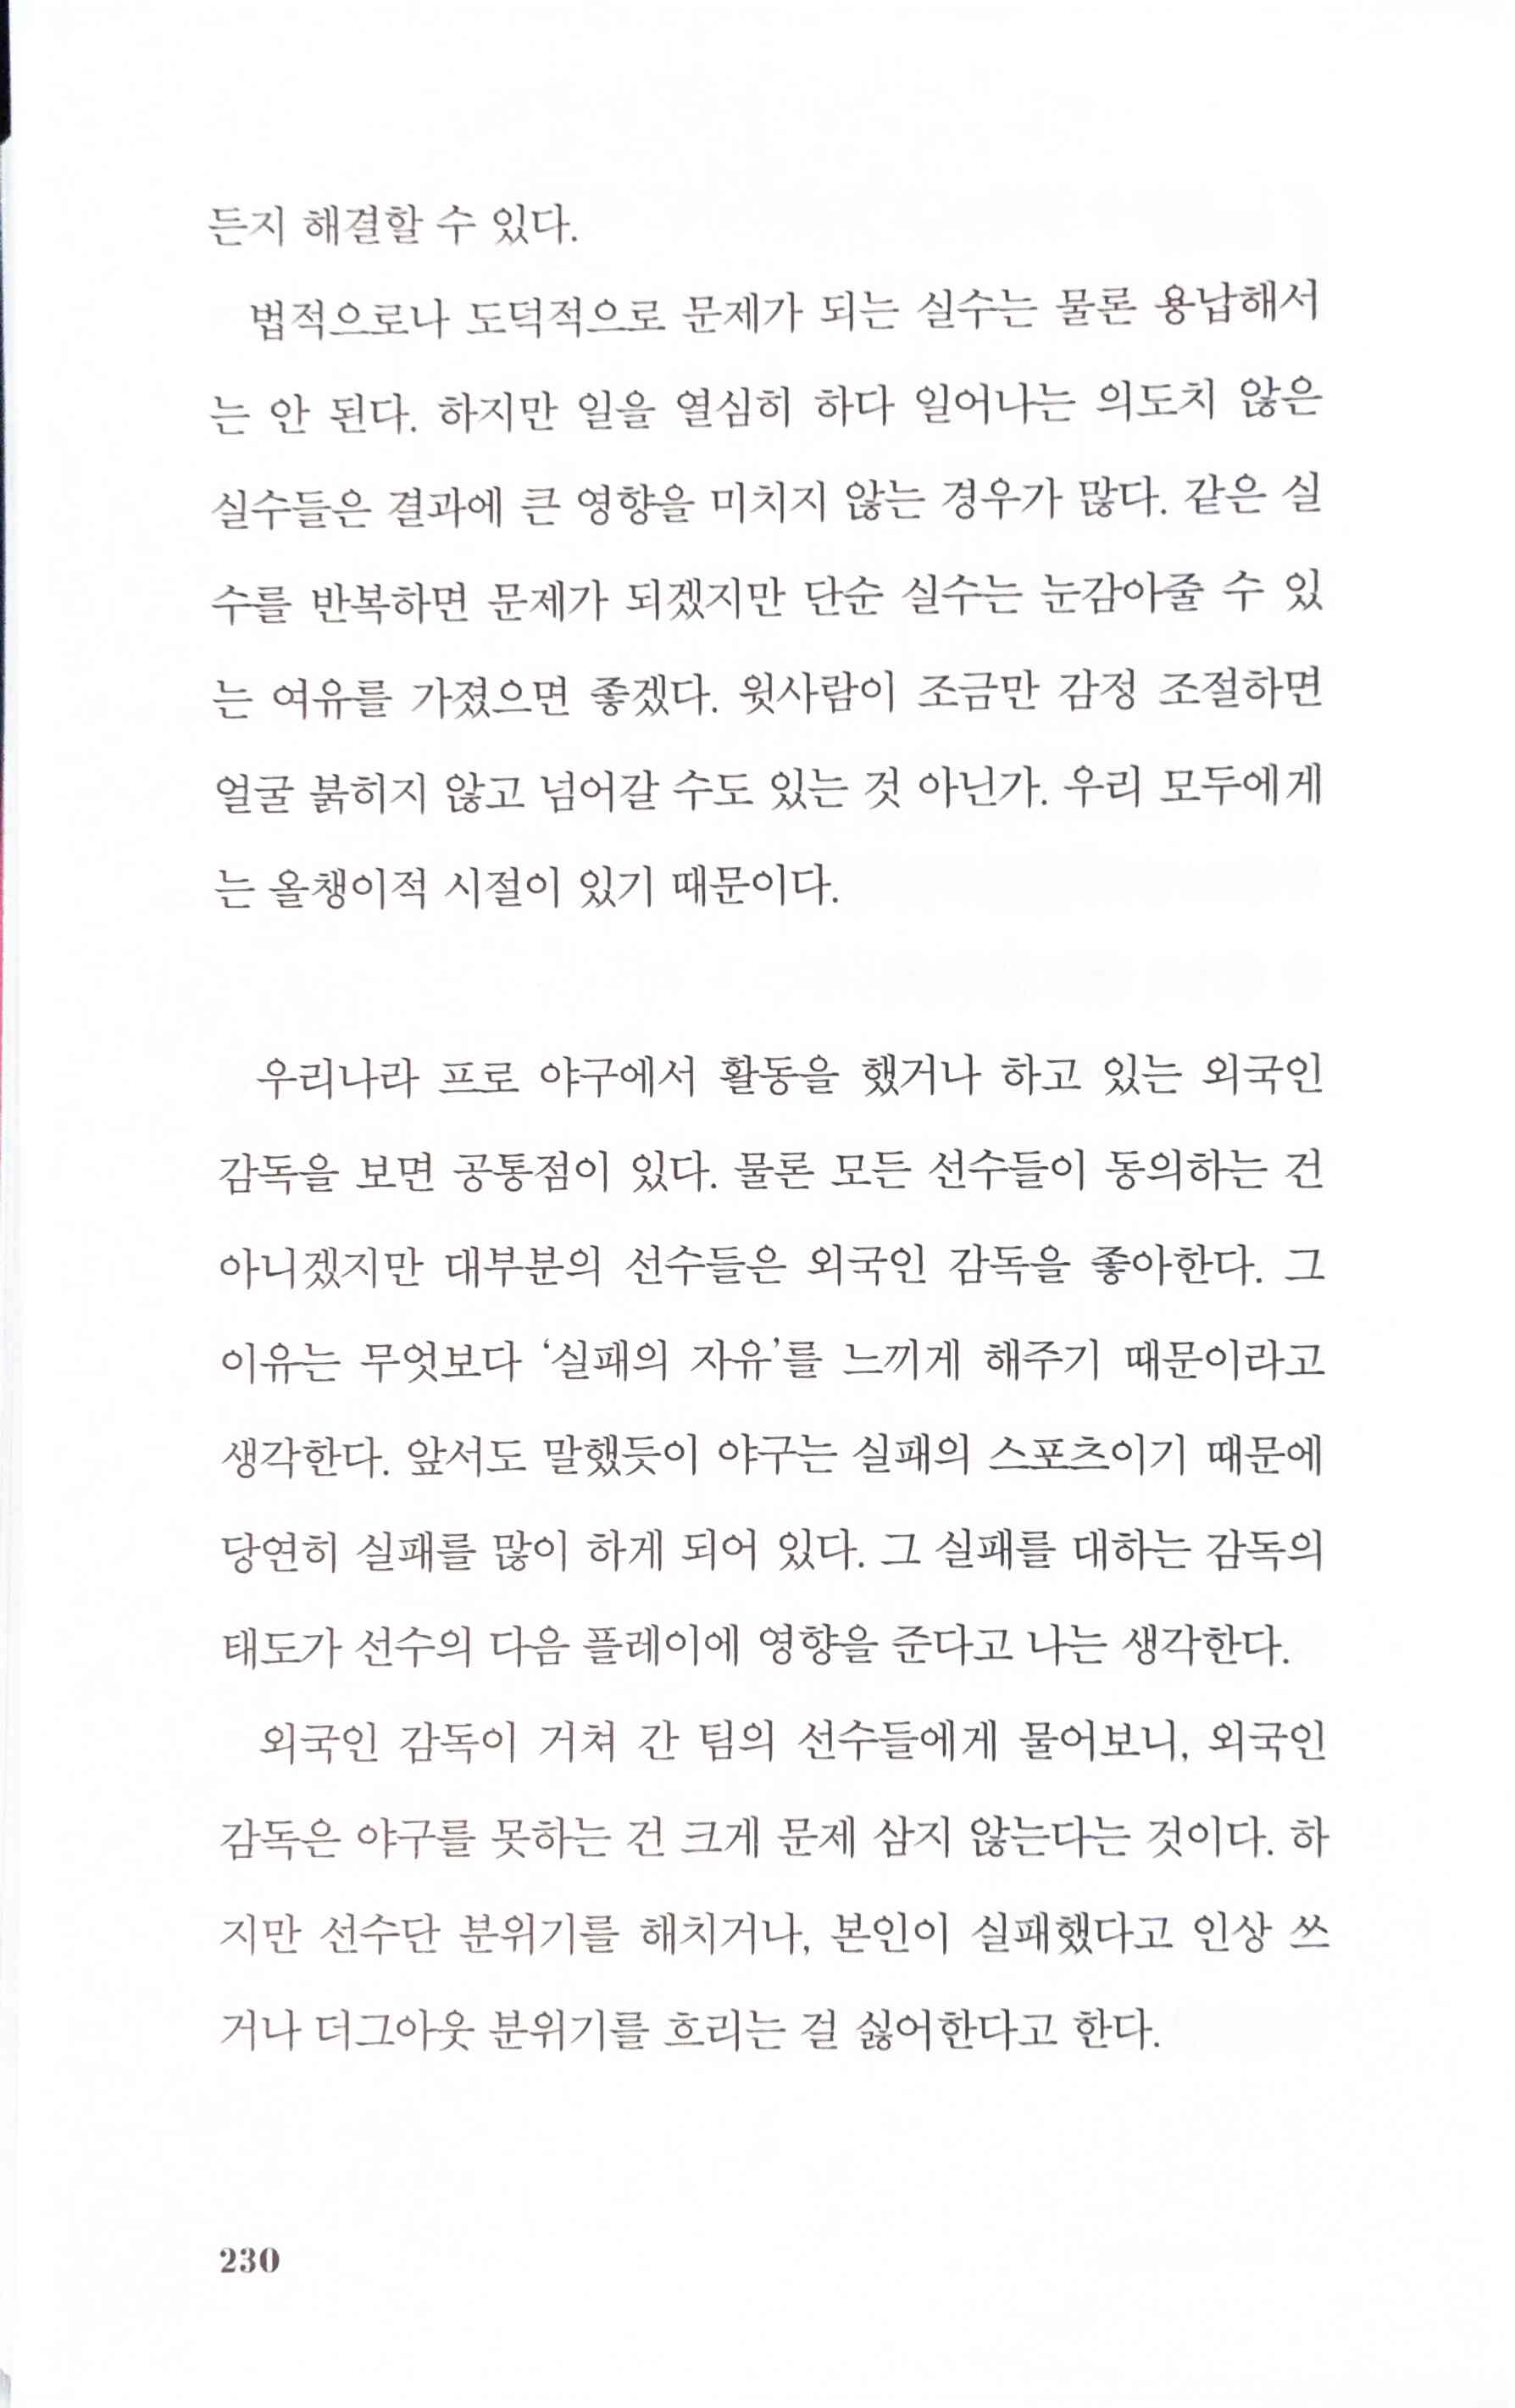 든지 해결할 수 있다.
법적으로나 도덕적으로 문제가 되는 실수는 물론 용납해서
는 안 된다. 하지만 일을 열심히 하다 일어나는 의도치 않은
실수들은 결과에 큰 영향을 미치지 않는 경우가 많다. 같은 실
수를 반복하면 문제가 되겠지만 단순 실수는 눈감아줄 수 있
는 여유를 가졌으면 좋겠다. 윗사람이 조금만 감정 조절하면
얼굴 붉히지 않고 넘어갈 수도 있는 것 아닌가. 우리 모두에게
는 올챙이적 시절이 있기 때문이다.
우리나라 프로 야구에서 활동을 했거나 하고 있는 외국인
감독을 보면 공통점이 있다. 물론 모든 선수들이 동의하는 건
아니겠지만 대부분의 선수들은 외국인 감독을 좋아한다. 그
이유는 무엇보다 ‘실패의 자유’를 느끼게 해주기 때문이라고
생각한다. 앞서도 말했듯이 야구는 실패의 스포츠이기 때문에
당연히 실패를 많이 하게 되어 있다. 그 실패를 대하는 감독의
태도가 선수의 다음 플레이에 영향을 준다고 나는 생각한다.
외국인 감독이 거쳐 간 팀의 선수들에게 물어보니, 외국인
감독은 야구를 못하는 건 크게 문제 삼지 않는다는 것이다. 하
지만 선수단 분위기를 해치거나, 본인이 실패했다고 인상 쓰
거나 더그아웃 분위기를 흐리는 걸 싫어한다고 한다.
230